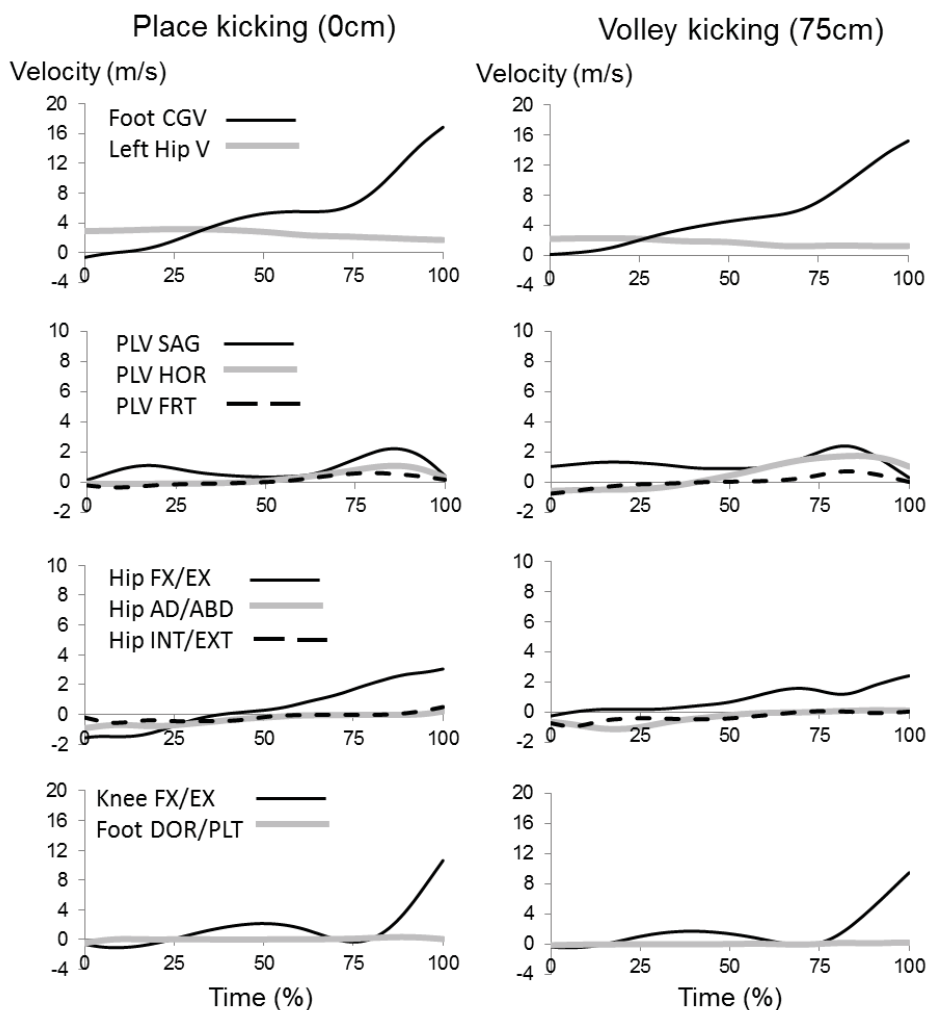 Place kicking (0cm)
Volley kicking (75cm)
Velocity (m/s)
Velocity (m/s)
20
16
12
8
4
0
-4
Foot CGV
Left Hip V
0 25 50 75 100
20
16
12
8
4
0
-4
0 25 50 75 100
10
8
6
4
2
0
-2
PLV SAG
PLV HOR
PLV FRT
0 25 50 75 100
10
8
6
4
2
0
-2
0 25 50 75 100
10
8
6
4
2
0
-2
Hip FX/EX
Hip AD/ABD
Hip INT/EXT
0 25 50 75 100
10
8
6
4
2
0
-2
0 25 50 75 100
20
16
12
8
4
0
-4
Knee FX/EX
Foot DOR/PLT
0 25 50 75 100
Time (%)
20
16
12
8
4
0
-4
0 25 50 75 100
Time (%)